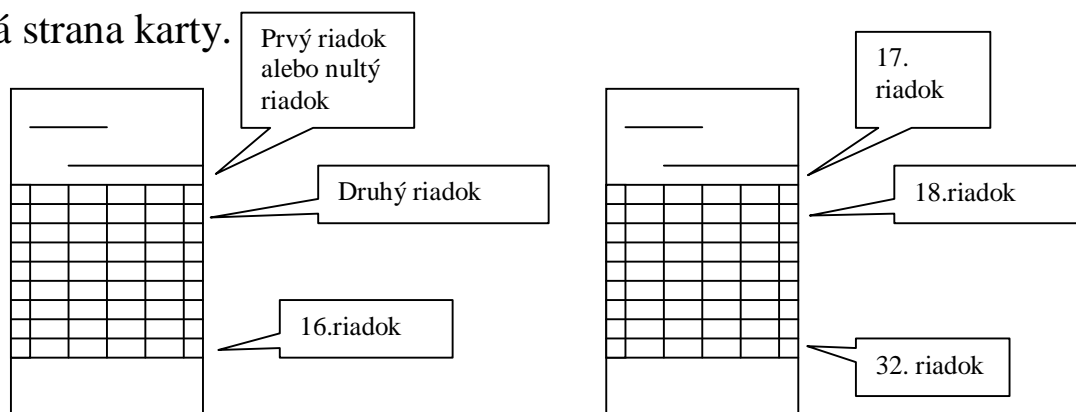 á strana karty.
Prvý riadok
alebo nultý
riadok
Druhý riadok
16.riadok
17.
riadok
18.riadok
32. riadok